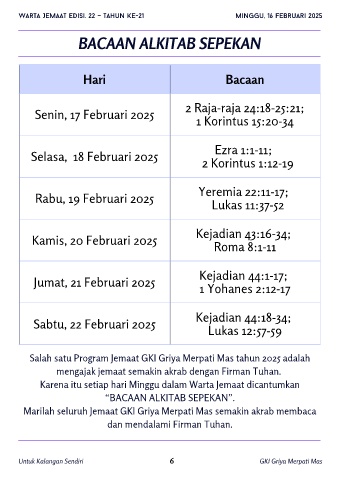 WARTA JEMAAT EDISI. 22 – TAHUN KE-21 MINGGU, 16 FEBRUARI 2025
BACAAN ALKITAB SEPEKAN
Hari Bacaan
Senin, 17 Februari 2025 2 Raja-raja 24:18-25:21;
1 Korintus 15:20-34
Selasa, 18 Februari 2025 Ezra 1:1-11;
2 Korintus 1:12-19
Rabu, 19 Februari 2025 Yeremia 22:11-17;
Lukas 11:37-52
Kamis, 20 Februari 2025 Kejadian 43:16-34;
Roma 8:1-11
Jumat, 21 Februari 2025 Kejadian 44:1-17;
1 Yohanes 2:12-17
Sabtu, 22 Februari 2025 Kejadian 44:18-34;
Lukas 12:57-59
Salah satu Program Jemaat GKI Griya Merpati Mas tahun 2025 adalah
mengajak jemaat semakin akrab dengan Firman Tuhan.
Karena itu setiap hari Minggu dalam Warta Jemaat dicantumkan
“BACAAN ALKITAB SEPEKAN”.
Marilah seluruh Jemaat GKI Griya Merpati Mas semakin akrab membaca
dan mendalami Firman Tuhan.
Untuk Kalangan Sendiri 6 GKI Griya Merpati Mas